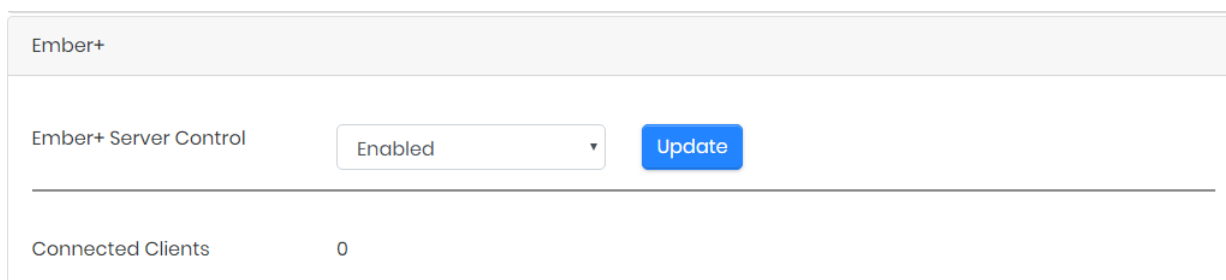 Ember+
Ember+ Server Control Enabled Update
Connected Clients 0